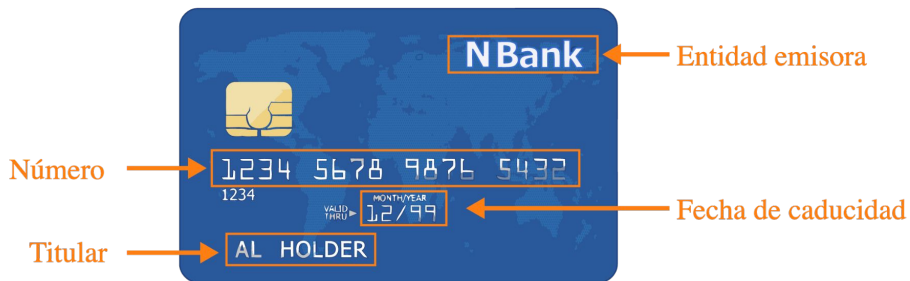 N Bank
Entidad emisora
Número
1234 5678 9876 5432
1234
MONTH/YEAR
VALID THRU
12/99
Fecha de caducidad
Titular
AL HOLDER